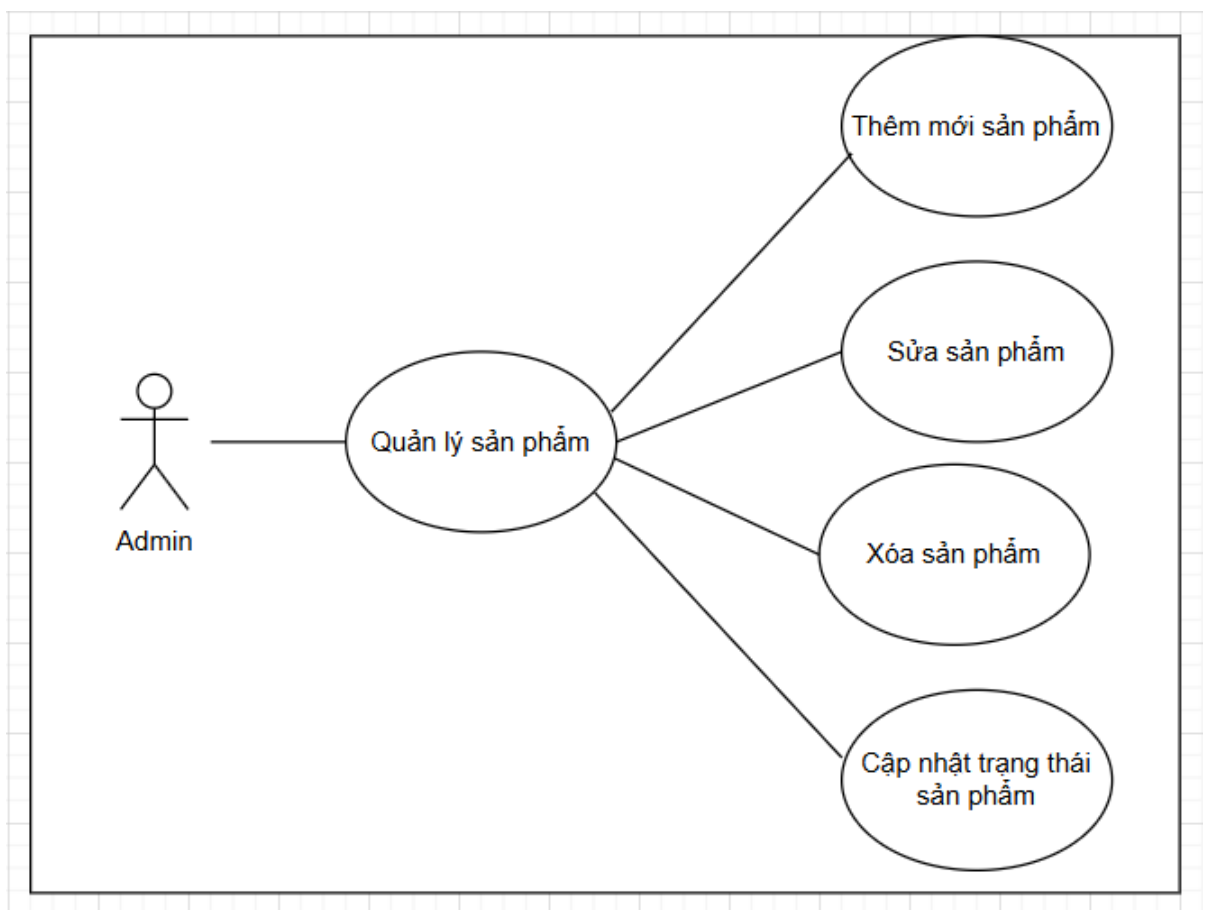 Thêm mới sản phẩm
Sửa sản phẩm
Quản lý sản phẩm
Admin
Xóa sản phẩm
Cập nhật trạng thái
sản phẩm